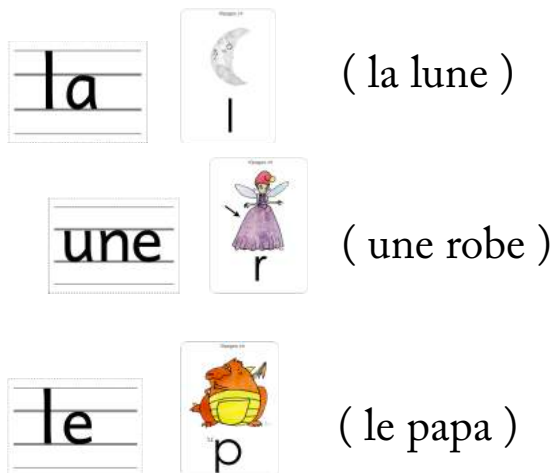 la
l
( la lune )
une
r
( une robe )
le
p
( le papa )